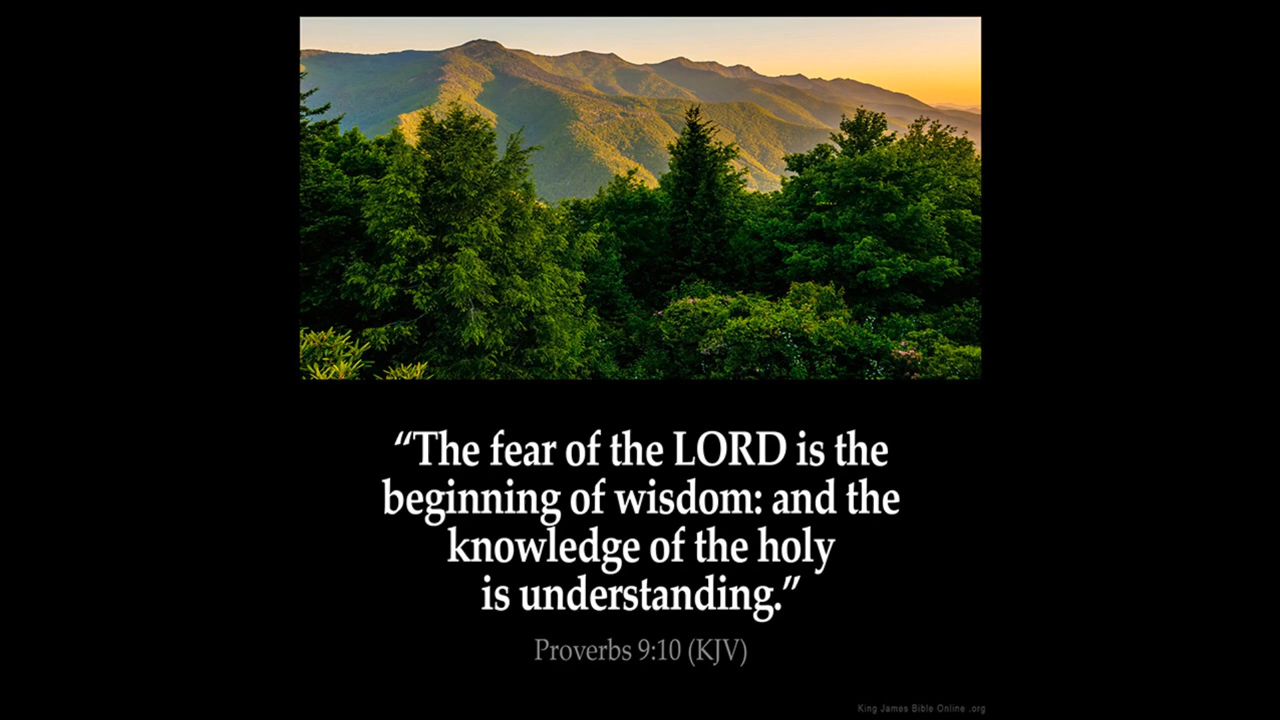 “The fear of the LORD is the
beginning of wisdom: and the
knowledge of the holy
is understanding.”
Proverbs 9:10 (KJV)
King James Bible Online .org